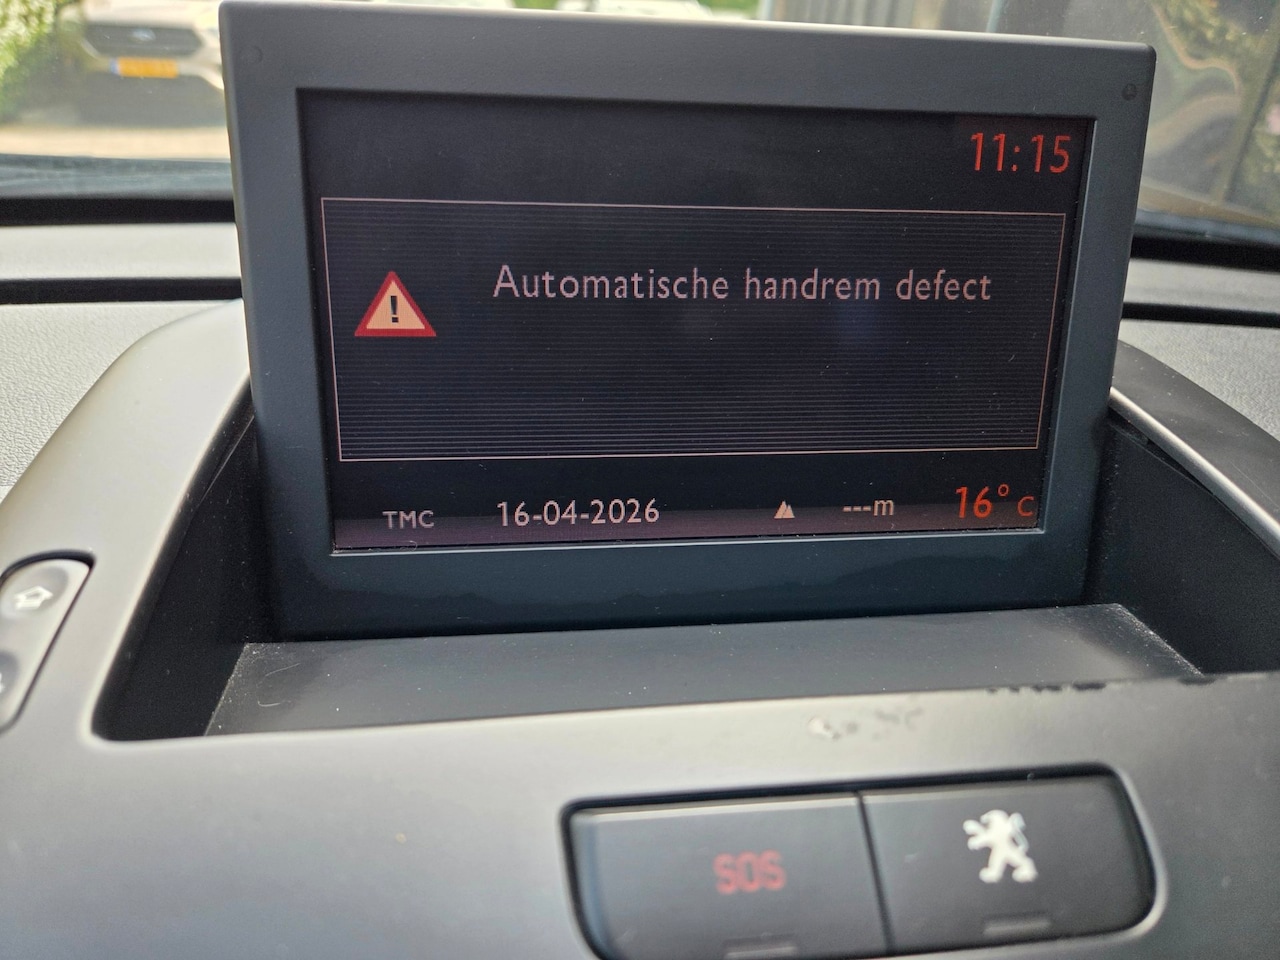 11:15
Automatische handrem defect
TMC 16-04-2026 ---m 16°C
SOS